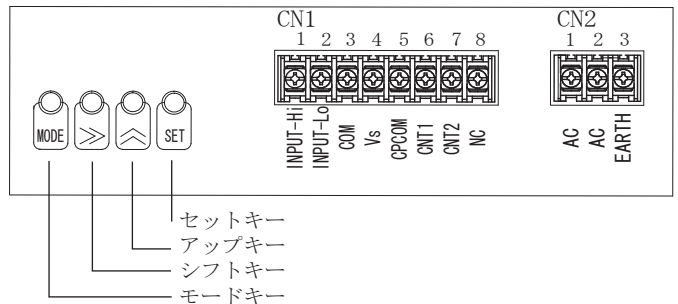 CN1
CN2
1 2 3 4 5 6 7 8
1 2 3
INPUT-Hi
INPUT-Lo
COM
Vs
CPCOM
CNT1
CNT2
NC
AC
AC
EARTH
MODE
SET
セットキー
アップキー
シフトキー
モードキー